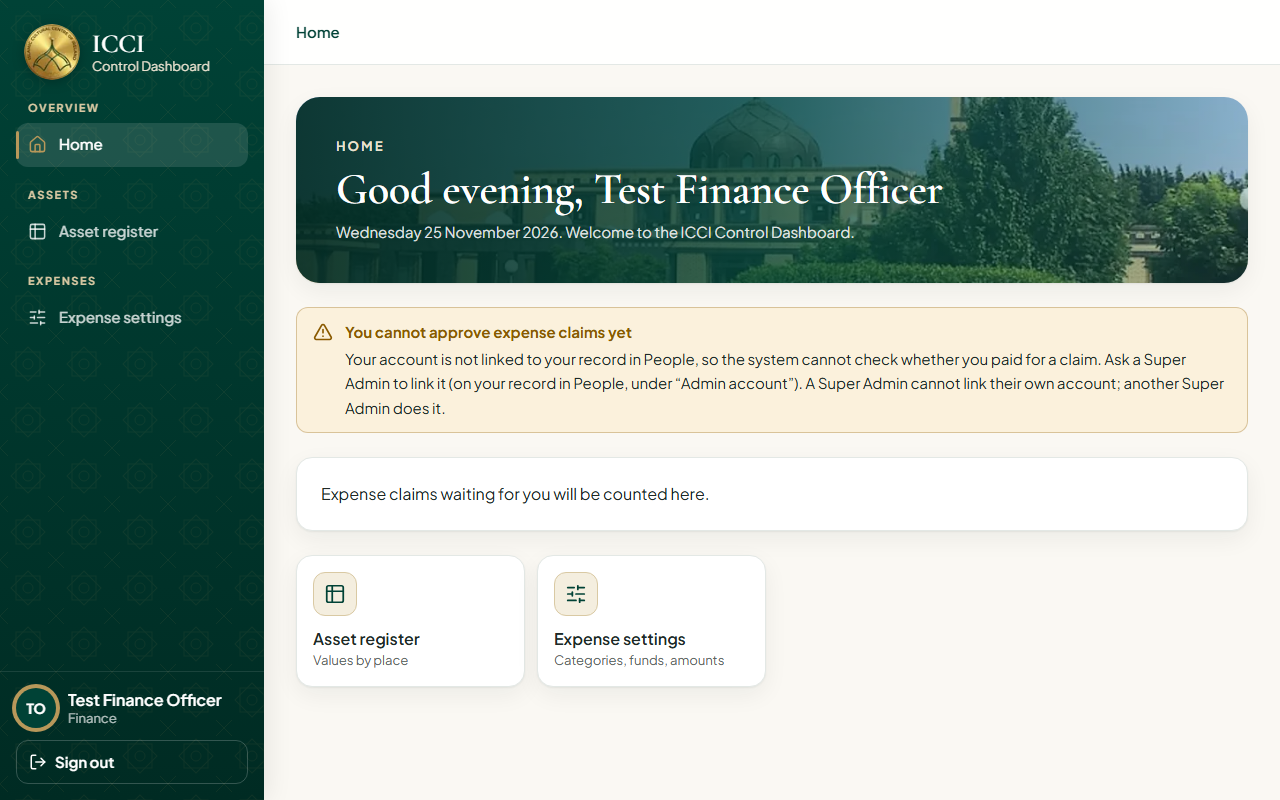 ICCI
Control Dashboard
OVERVIEW
Home
ASSETS
Asset register
EXPENSES
Expense settings
TO
Test Finance Officer
Finance
Sign out
Home
HOME
Good evening, Test Finance Officer
Wednesday 25 November 2026. Welcome to the ICCI Control Dashboard.
You cannot approve expense claims yet
Your account is not linked to your record in People, so the system cannot check whether you paid for a claim. Ask a Super
Admin to link it (on your record in People, under “Admin account”). A Super Admin cannot link their own account; another Super
Admin does it.
Expense claims waiting for you will be counted here.
Asset register
Values by place
Expense settings
Categories, funds, amounts